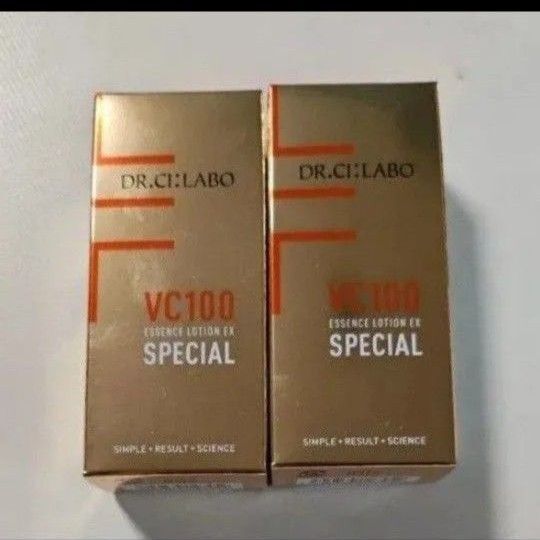 DR.CI:LABO
VC100
ESSENCE LOTION EX
SPECIAL
SIMPLE + RESULT + SCIENCE
DR.CI:LABO
VC100
ESSENCE LOTION EX
SPECIAL
SIMPLE + RESULT + SCIENCE